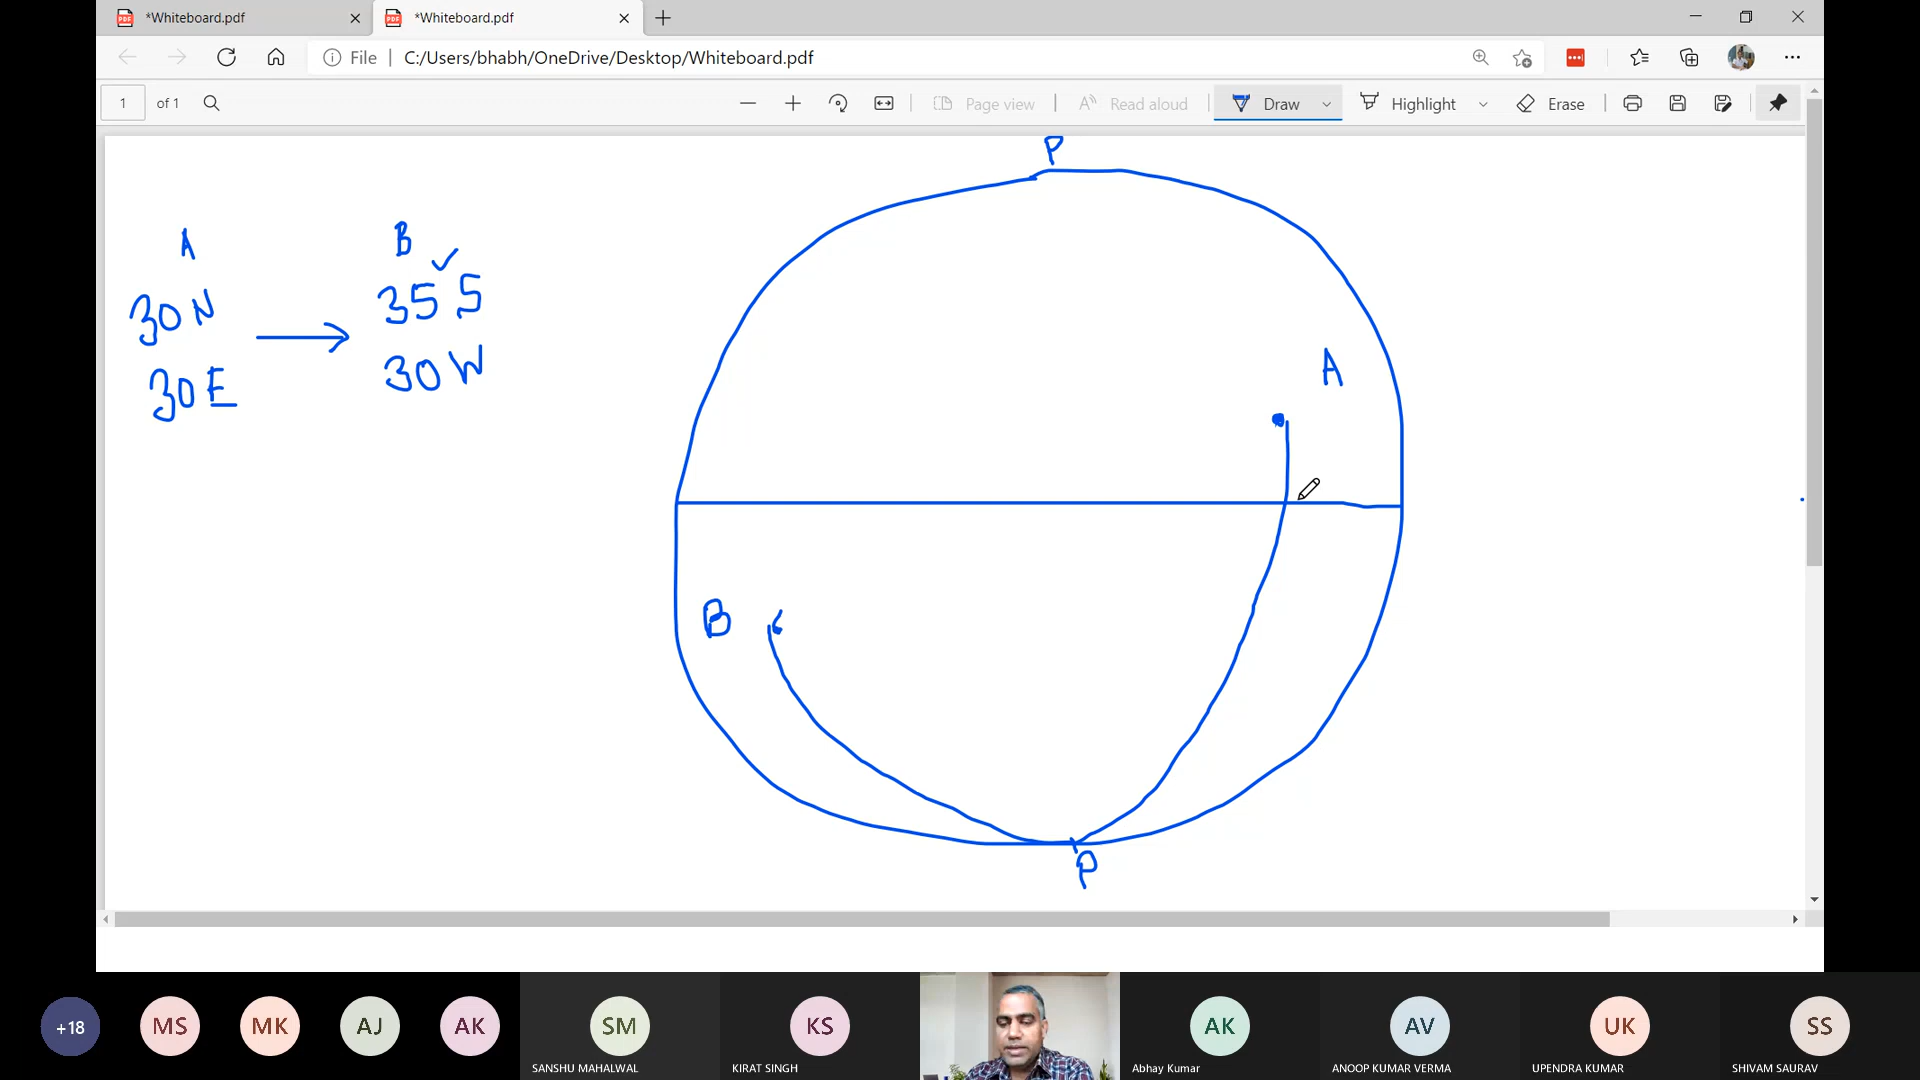 *Whiteboard.pdf
*Whiteboard.pdf
File
C:/Users/bhabh/OneDrive/Desktop/Whiteboard.pdf
1 of 1
Page view
Read aloud
Draw
Highlight
Erase
P
A B
30 N 35 S
30 E 30 W
A
B
P
+18
MS
MK
AJ
AK
SM
SANSHU MAHALWAL
KS
KIRAT SINGH
AK
Abhay Kumar
AV
ANOOP KUMAR VERMA
UK
UPENDRA KUMAR
SS
SHIVAM SAURAV